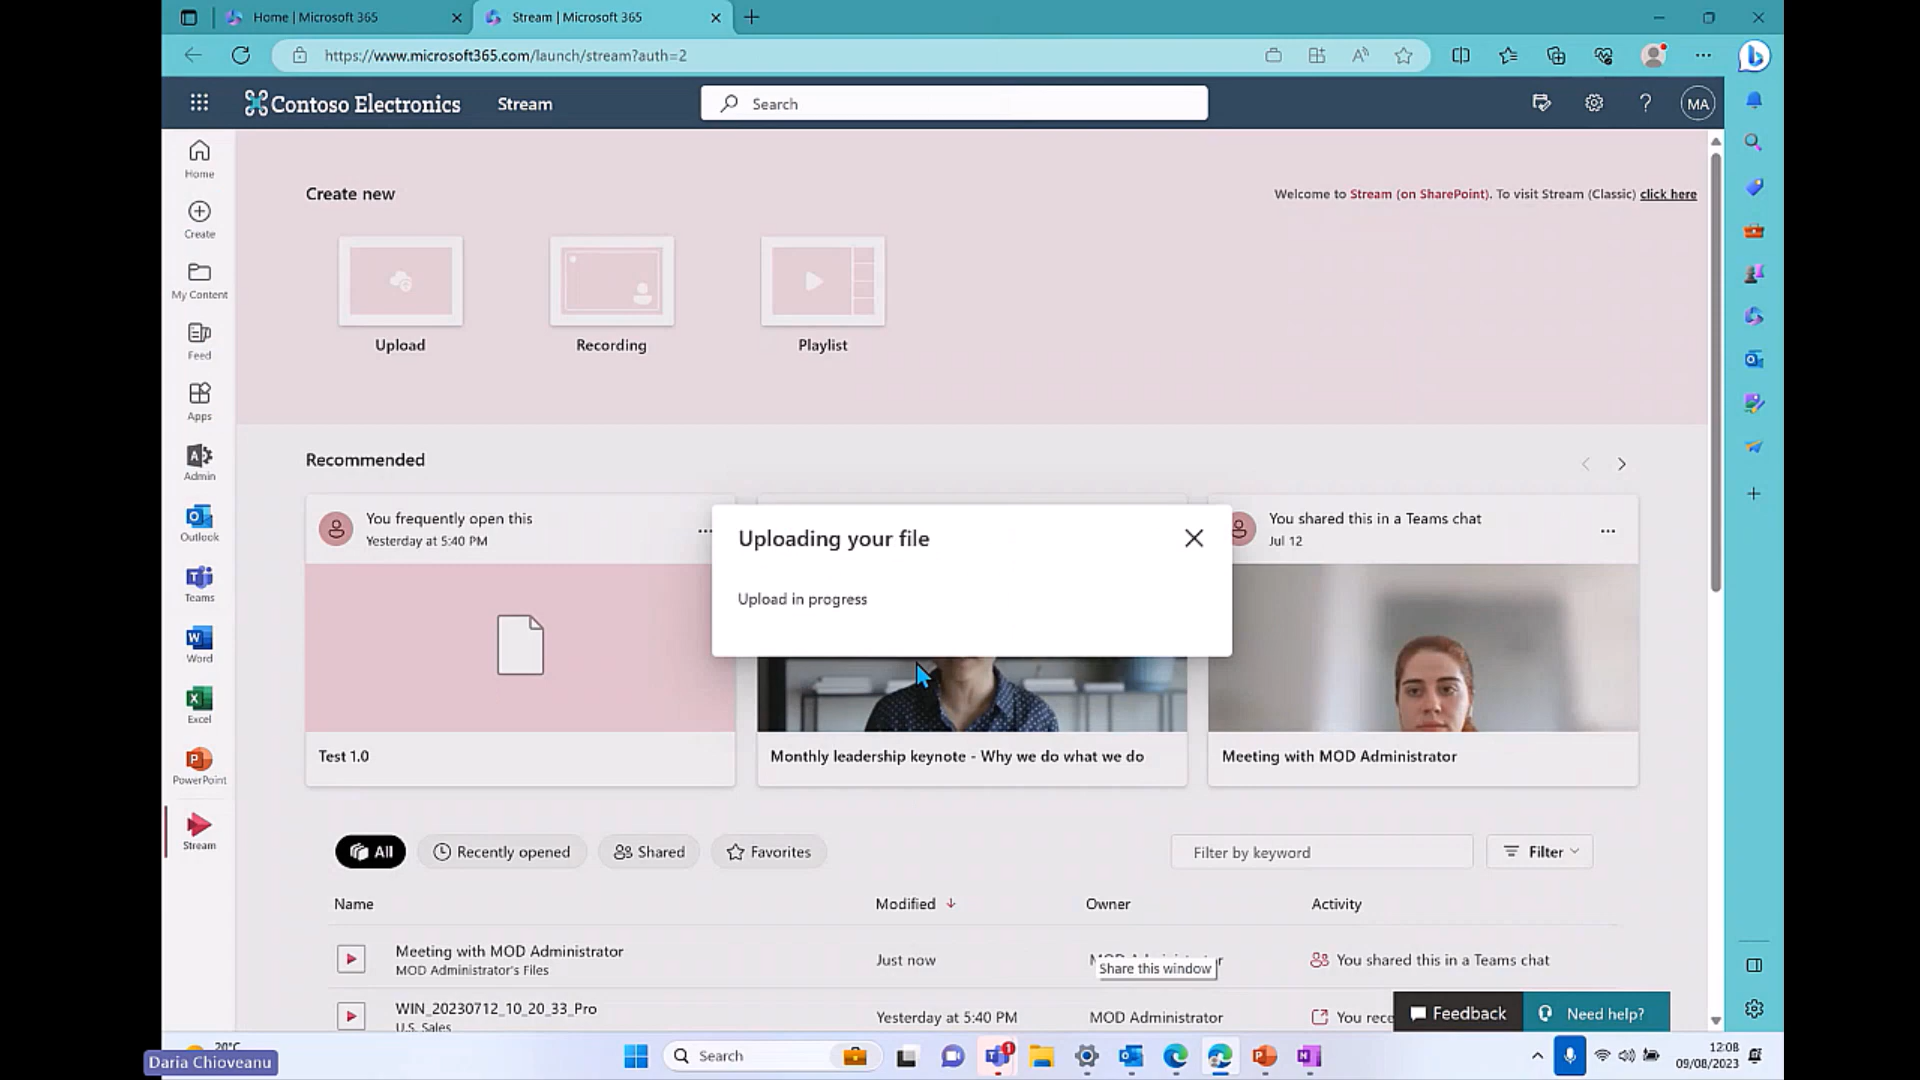 Home | Microsoft 365
Stream | Microsoft 365
https://www.microsoft365.com/launch/stream?auth=2
Contoso Electronics
Stream
Search
MA
Home
Create
My Content
Feed
Apps
Admin
Outlook
Teams
Word
Excel
PowerPoint
Stream
Create new
Welcome to Stream (on SharePoint). To visit Stream (Classic) click here
Upload
Recording
Playlist
Recommended
You frequently open this
Yesterday at 5:40 PM
You shared this in a Teams chat
Jul 12
Uploading your file
Upload in progress
Test 1.0
Monthly leadership keynote - Why we do what we do
Meeting with MOD Administrator
All
Recently opened
Shared
Favorites
Filter by keyword
Filter
Name
Modified
Owner
Activity
Meeting with MOD Administrator
MOD Administrator's Files
Just now
Share this window
You shared this in a Teams chat
WIN_20230712_10_20_33_Pro
U.S. Sales
Yesterday at 5:40 PM
MOD Administrator
You rece
Feedback
Need help?
20°C
Daria Chioveanu
Search
1
12:08
09/08/2023